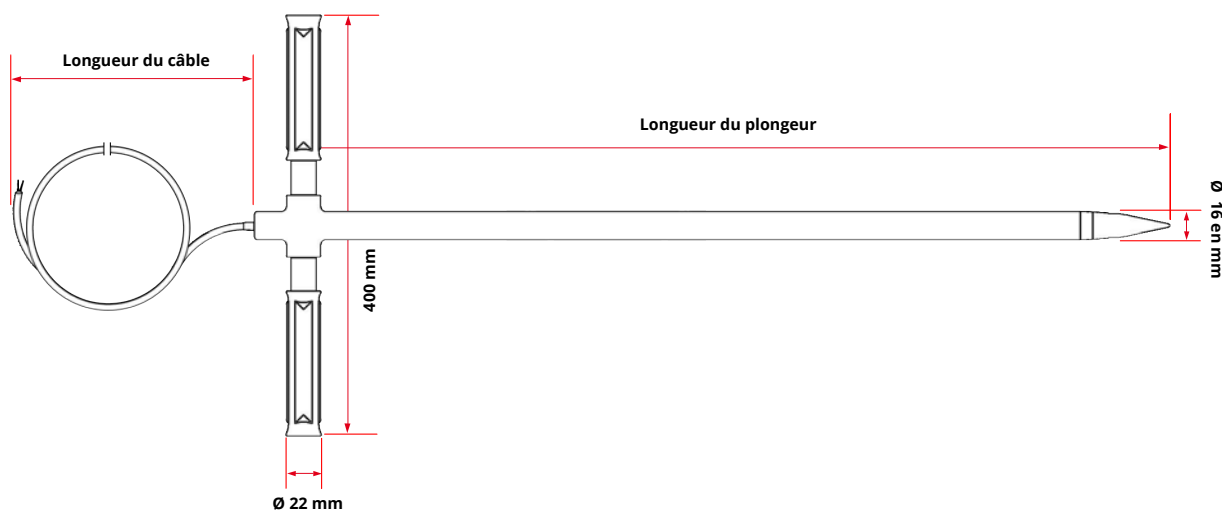 Longueur du câble
Longueur du plongeur
Ø 16 en mm
400 mm
Ø 22 mm